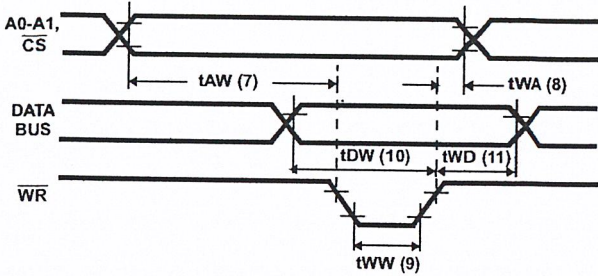 A0-A1,
CS
tAW (7)
tWA (8)
DATA
BUS
tDW (10)
tWD (11)
WR
tWW (9)